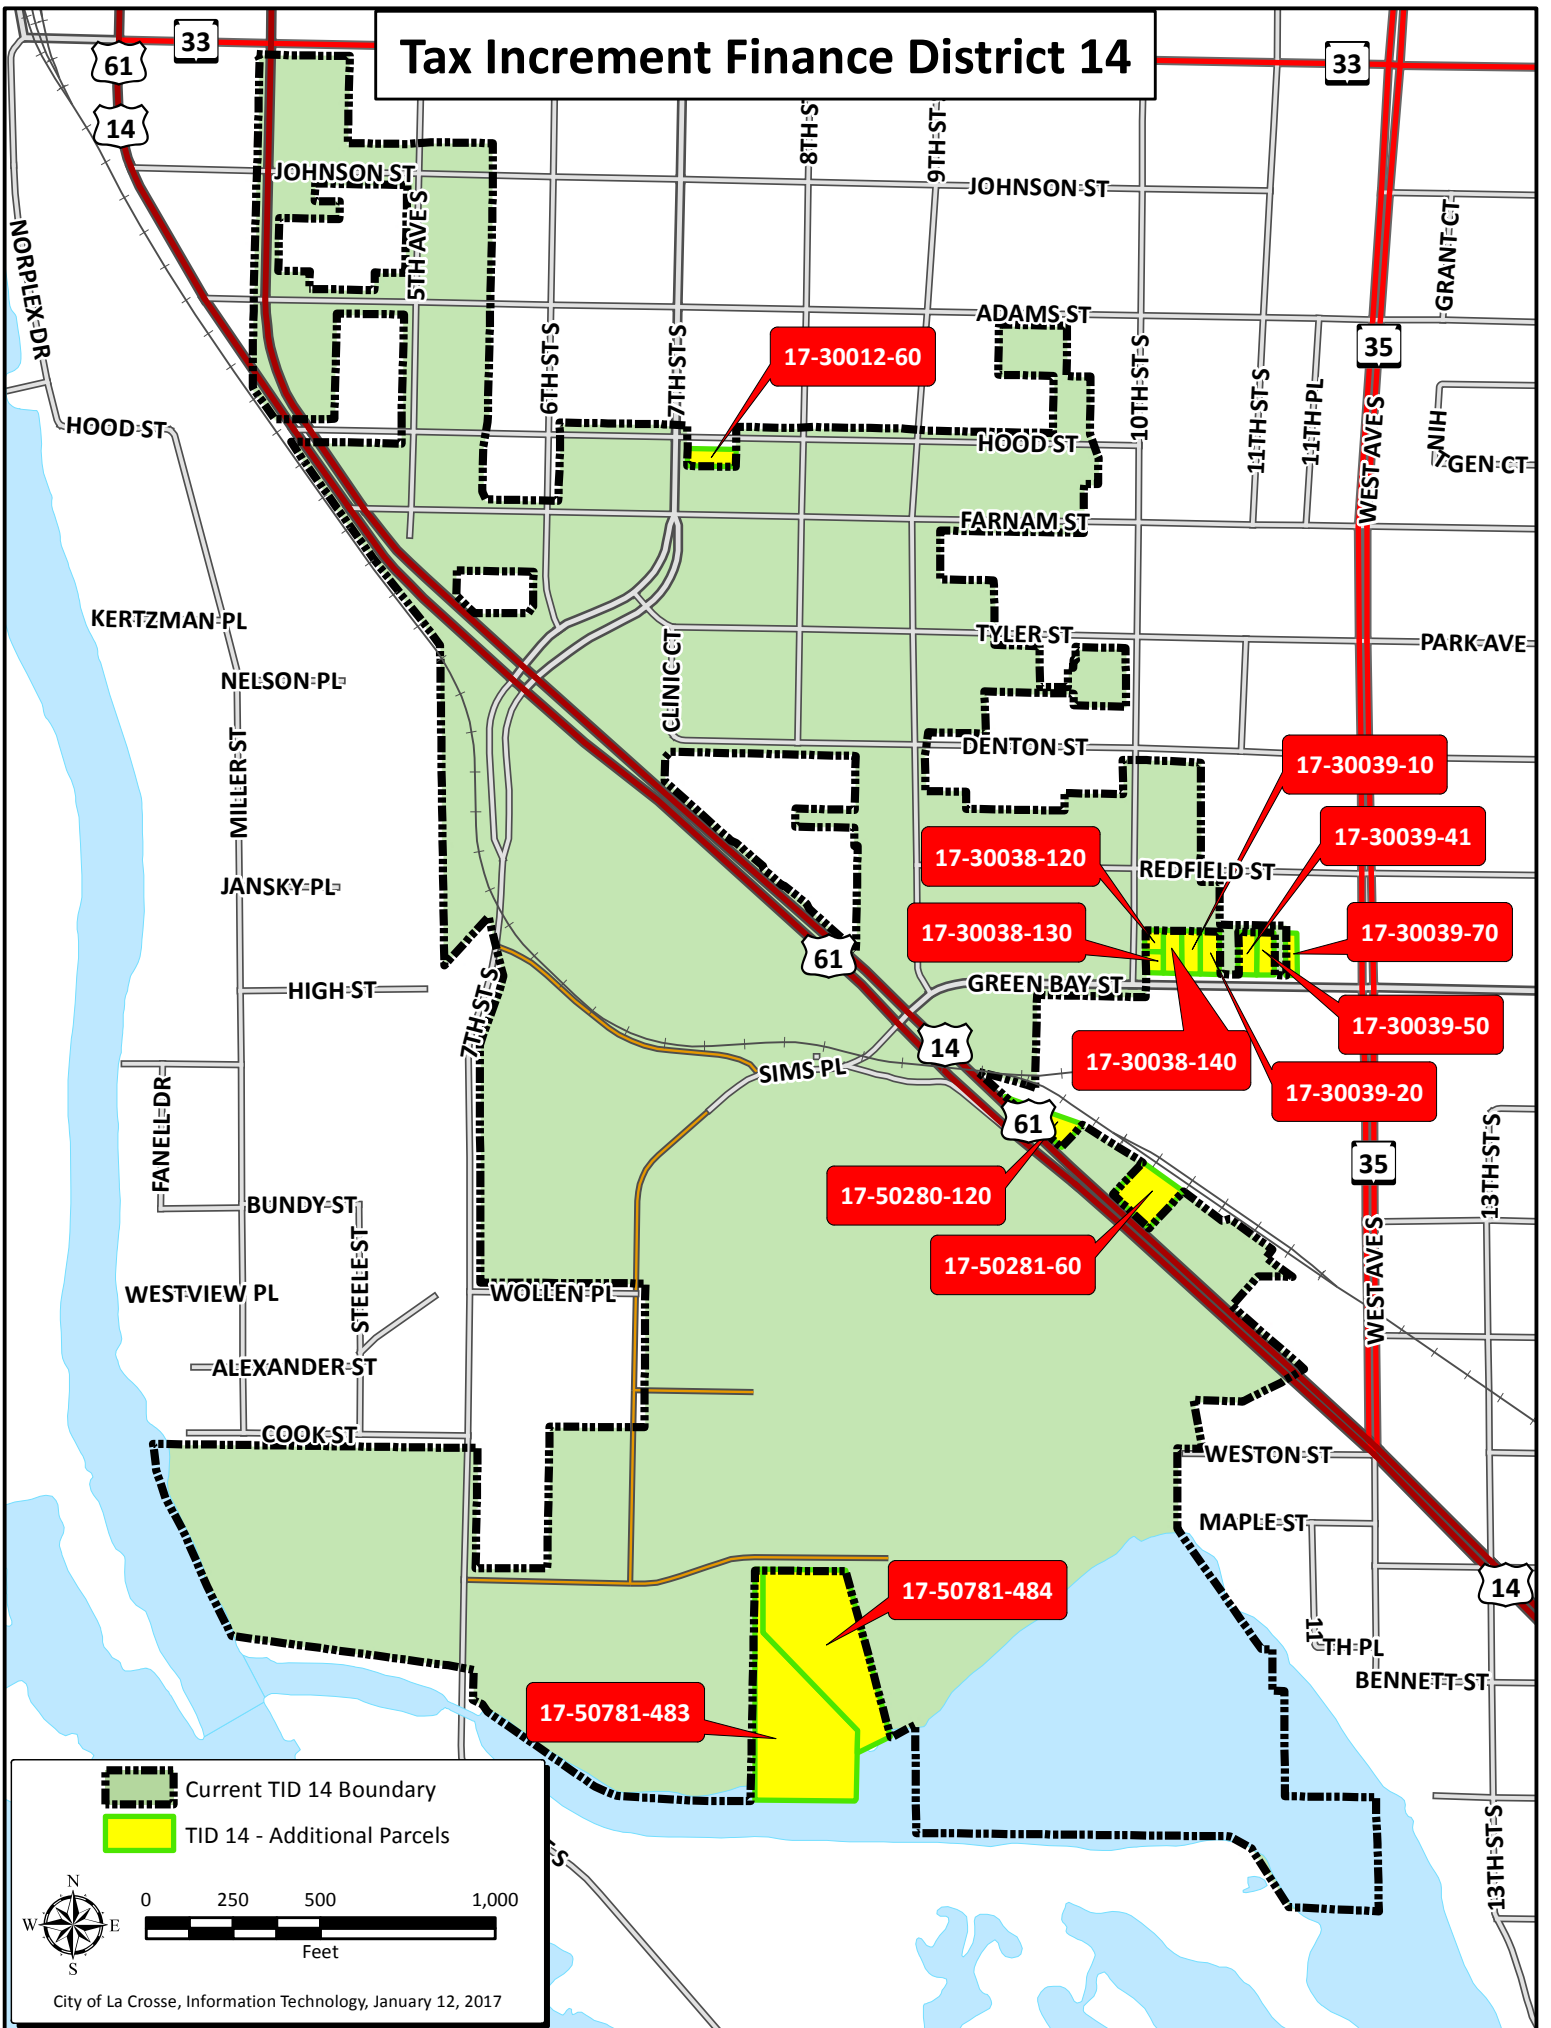 Tax Increment Finance District 14
33
33
61
14
8TH S
9TH ST
JOHNSON ST
JOHNSON ST
NORPLEX DR
5TH AVE S
GRANT CT
ADAMS ST
6TH ST S
7TH ST S
17-30012-60
10TH ST S
35
11TH ST S
11TH PL
WEST AVE S
HOOD ST
HOOD ST
GEN CT
FARNAM ST
KERTZMAN PL
TYLER ST
PARK AVE
NELSON PL
CLINIC CT
MILLER ST
DENTON ST
17-30039-10
17-30039-41
17-30038-120
REDFIELD ST
JANSKY PL
17-30038-130
17-30039-70
61
HIGH ST
GREEN BAY ST
7TH ST S
17-30039-50
14
17-30038-140
SIMS PL
17-30039-20
61
FANELL DR
35
13TH ST S
17-50280-120
BUNDY ST
STEELE ST
17-50281-60
WESTVIEW PL
WOLLEN PL
WEST AVE S
ALEXANDER ST
COOK ST
WESTON ST
MAPLE ST
17-50781-484
14
11TH PL
BENNETT ST
17-50781-483
Current TID 14 Boundary
TID 14 - Additional Parcels
13TH ST S
S
N
W E
S
0 250 500 1,000
Feet
City of La Crosse, Information Technology, January 12, 2017